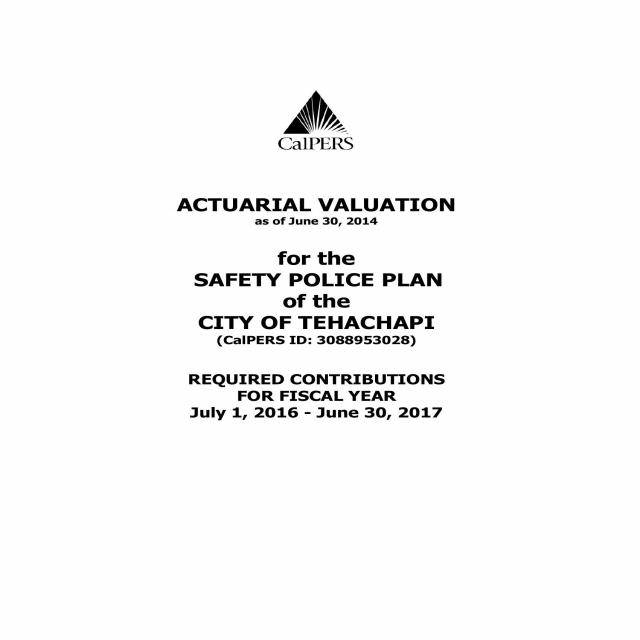 CalPERS
ACTUARIAL VALUATION
as of June 30, 2014
for the
SAFETY POLICE PLAN
of the
CITY OF TEHACHAPI
(CalPERS ID: 3088953028)
REQUIRED CONTRIBUTIONS
FOR FISCAL YEAR
July 1, 2016 - June 30, 2017